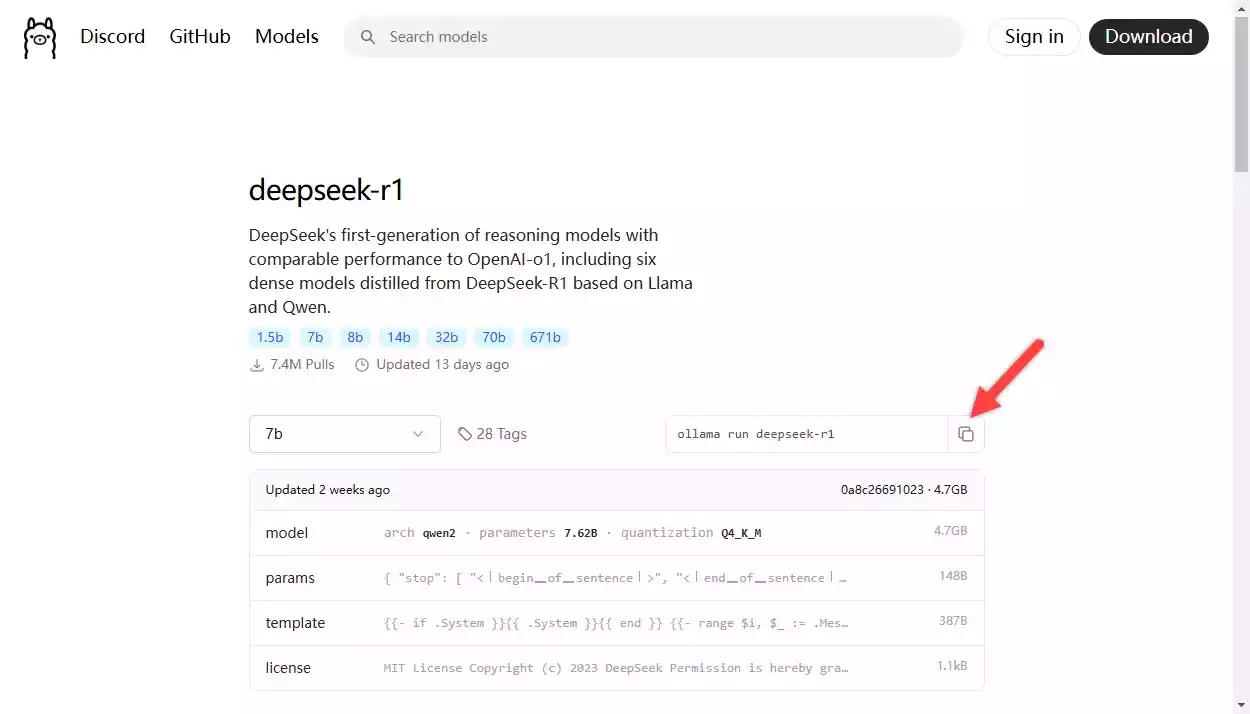 Discord GitHub Models Search models Sign in Download
deepseek-r1
DeepSeek's first-generation of reasoning models with
comparable performance to OpenAI-o1, including six
dense models distilled from DeepSeek-R1 based on Llama
and Qwen.
1.5b 7b 8b 14b 32b 70b 671b
7.4M Pulls Updated 13 days ago
7b 28 Tags ollama run deepseek-r1
Updated 2 weeks ago 0a8c26691023 · 4.7GB
model arch qwen2 · parameters 7.62B · quantization Q4_K_M 4.7GB
params { "stop": [ "<｜begin▁of▁sentence｜>", "<｜end▁of▁sentence｜… 148B
template {{- if .System }}{{ .System }}{{ end }} {{- range $i, $_ := .Mes… 387B
license MIT License Copyright (c) 2023 DeepSeek Permission is hereby gra… 1.1kB